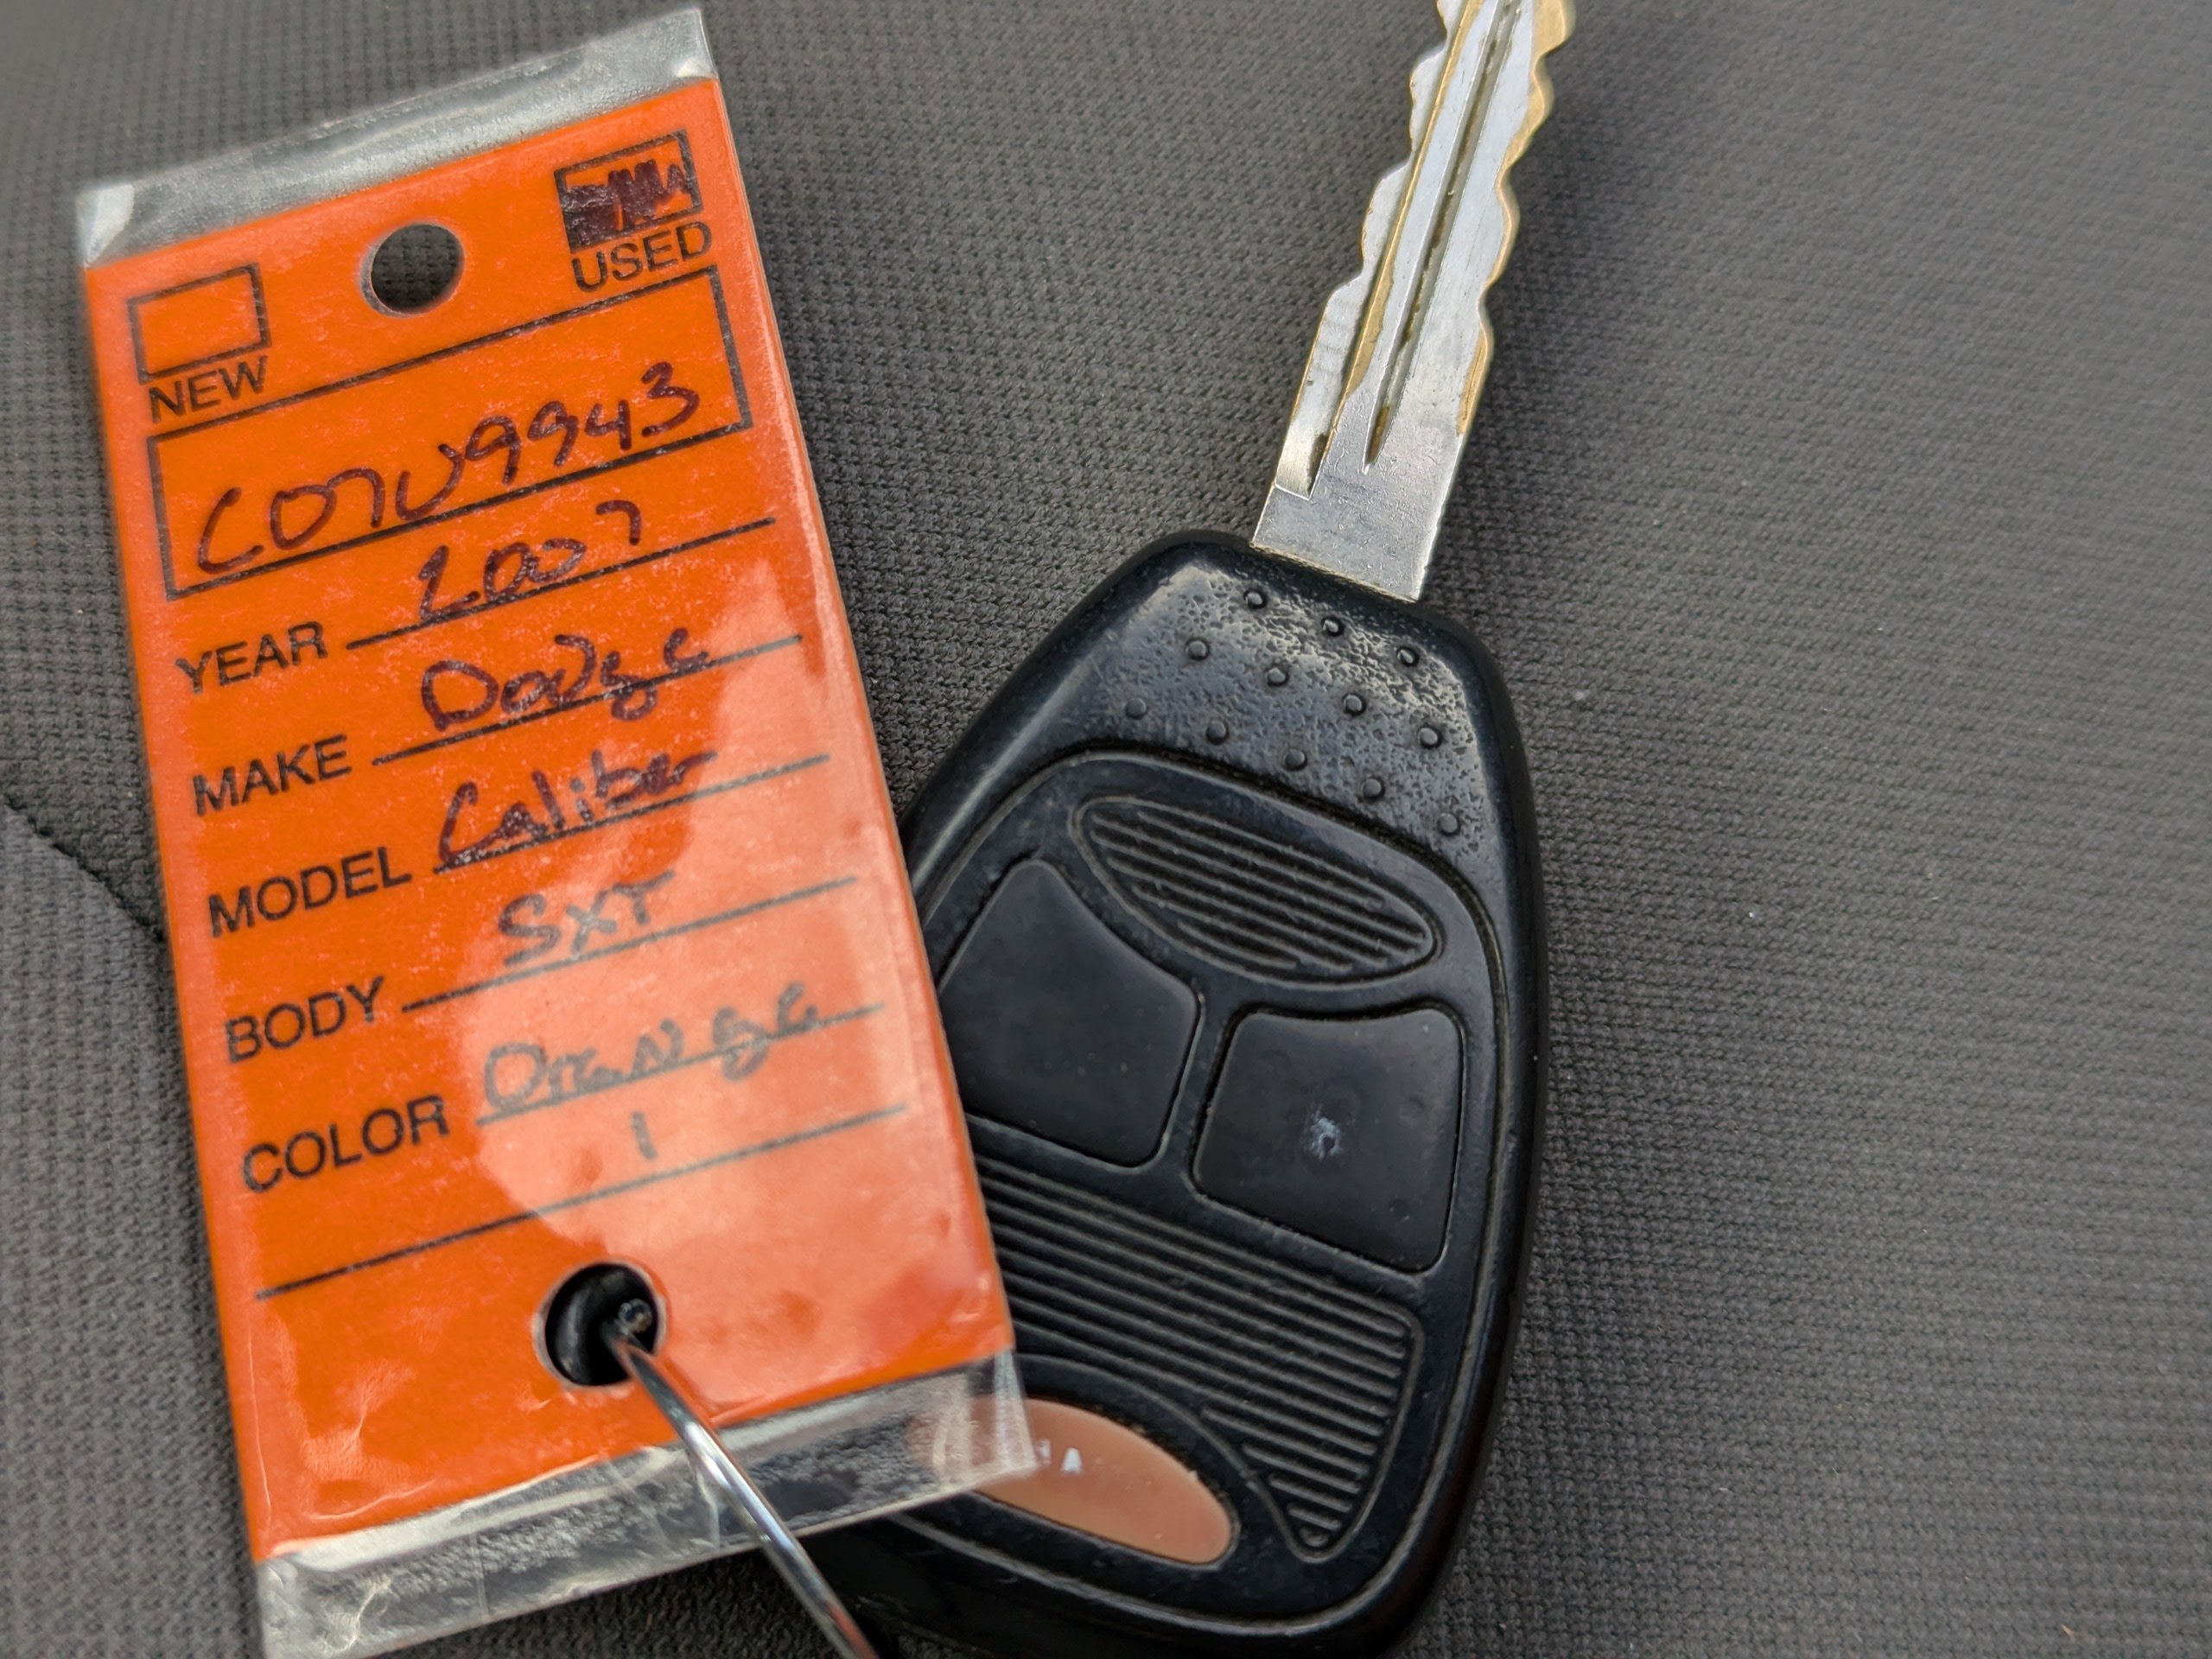 USED
NEW
C07U9943
YEAR 2007
MAKE Dodge
MODEL Caliber
BODY SXT
COLOR Orange
1